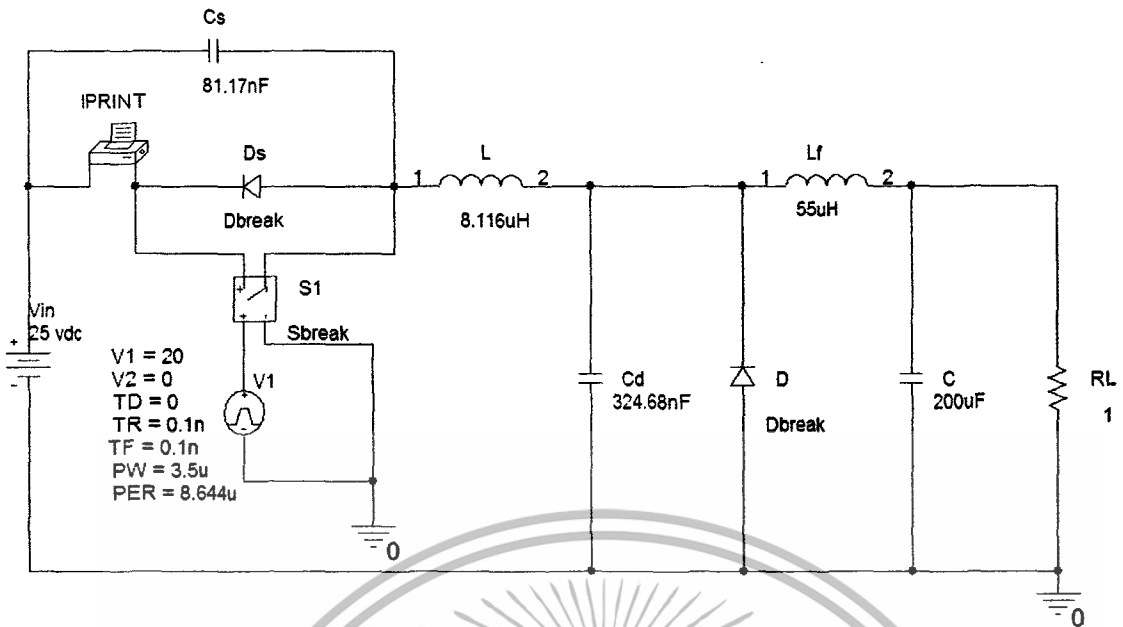 Cs
81.17nF
IPRINT
Ds
Dbreak
L
1
2
8.116uH
Lf
1
2
55uH
S1
+
-
+
-
Sbreak
Vin
25 vdc
+
-
V1 = 20
V2 = 0
TD = 0
TR = 0.1n
TF = 0.1n
PW = 3.5u
PER = 8.644u
V1
+
-
0
Cd
324.68nF
D
Dbreak
C
200uF
RL
1
0